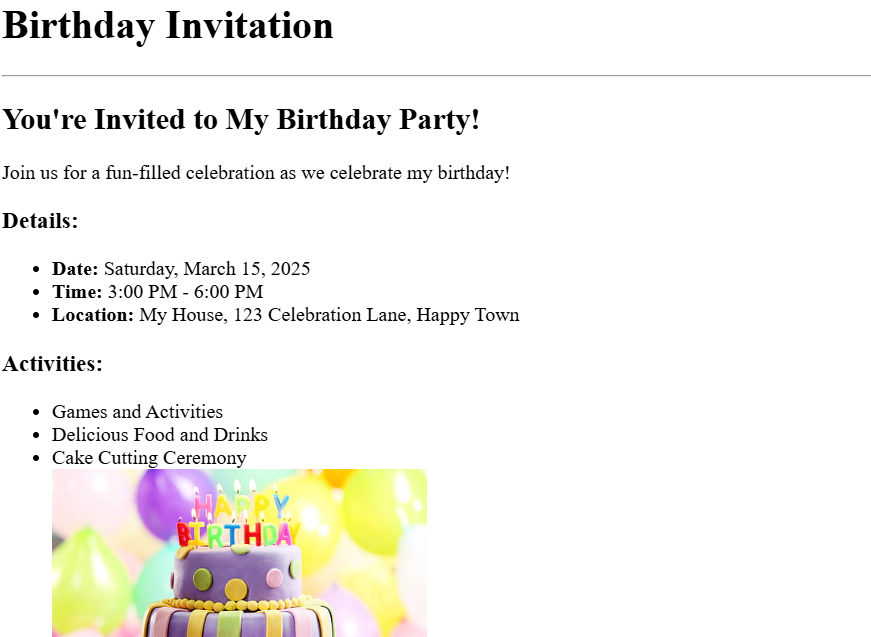 Birthday Invitation
You're Invited to My Birthday Party!
Join us for a fun-filled celebration as we celebrate my birthday!
Details:
Date: Saturday, March 15, 2025
Time: 3:00 PM - 6:00 PM
Location: My House, 123 Celebration Lane, Happy Town
Activities:
Games and Activities
Delicious Food and Drinks
Cake Cutting Ceremony
HAPPY
BIRTHDAY